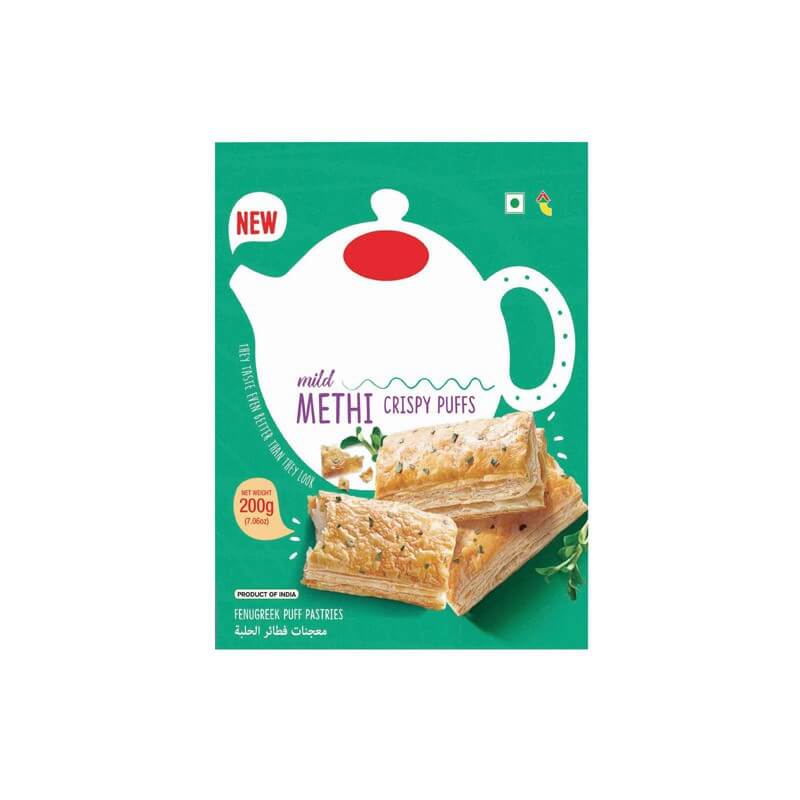 NEW
mild
METHI CRISPY PUFFS
THEY TASTE EVEN BETTER THAN THEY LOOK
NET WEIGHT
200g
(7.06oz)
PRODUCT OF INDIA
FENUGREEK PUFF PASTRIES
معجنات فطائر الحلبة